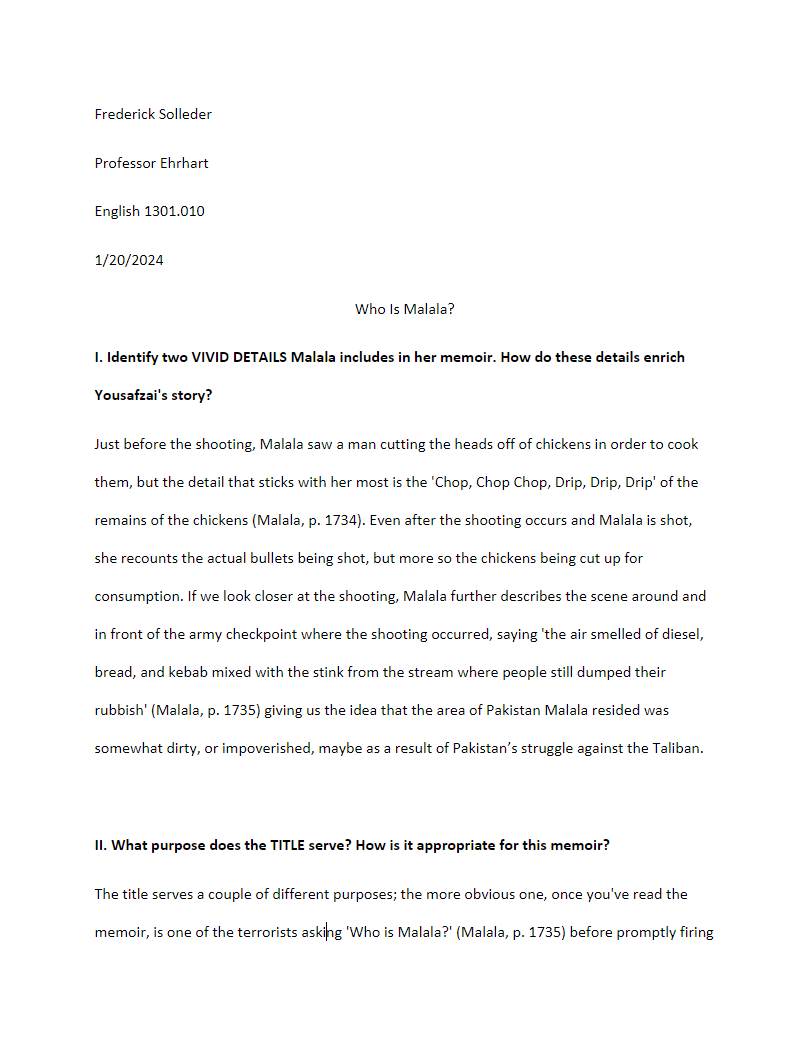 Frederick Solleder
Professor Ehrhart
English 1301.010
1/20/2024
Who Is Malala?
I. Identify two VIVID DETAILS Malala includes in her memoir. How do these details enrich
Yousafzai's story?
Just before the shooting, Malala saw a man cutting the heads off of chickens in order to cook
them, but the detail that sticks with her most is the 'Chop, Chop Chop, Drip, Drip, Drip' of the
remains of the chickens (Malala, p. 1734). Even after the shooting occurs and Malala is shot,
she recounts the actual bullets being shot, but more so the chickens being cut up for
consumption. If we look closer at the shooting, Malala further describes the scene around and
in front of the army checkpoint where the shooting occurred, saying 'the air smelled of diesel,
bread, and kebab mixed with the stink from the stream where people still dumped their
rubbish' (Malala, p. 1735) giving us the idea that the area of Pakistan Malala resided was
somewhat dirty, or impoverished, maybe as a result of Pakistan’s struggle against the Taliban.
II. What purpose does the TITLE serve? How is it appropriate for this memoir?
The title serves a couple of different purposes; the more obvious one, once you've read the
memoir, is one of the terrorists asking 'Who is Malala?' (Malala, p. 1735) before promptly firing